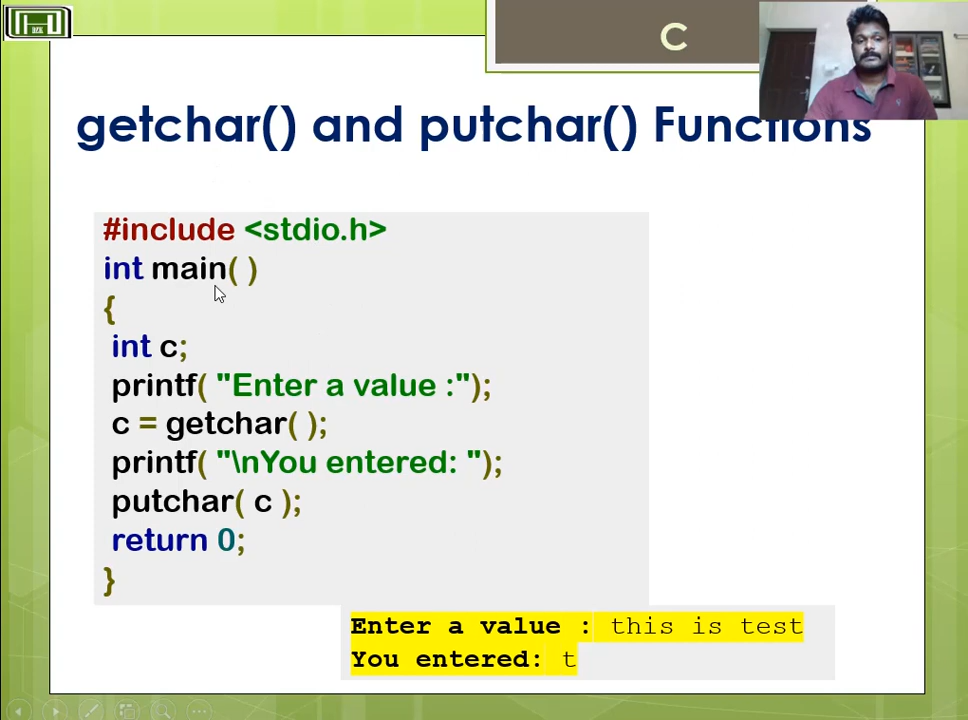 C
getchar() and putchar() Functions
#include <stdio.h>
int main( )
{
int c;
printf( "Enter a value :");
c = getchar( );
printf( "\nYou entered: ");
putchar( c );
return 0;
}
Enter a value : this is test
You entered: t